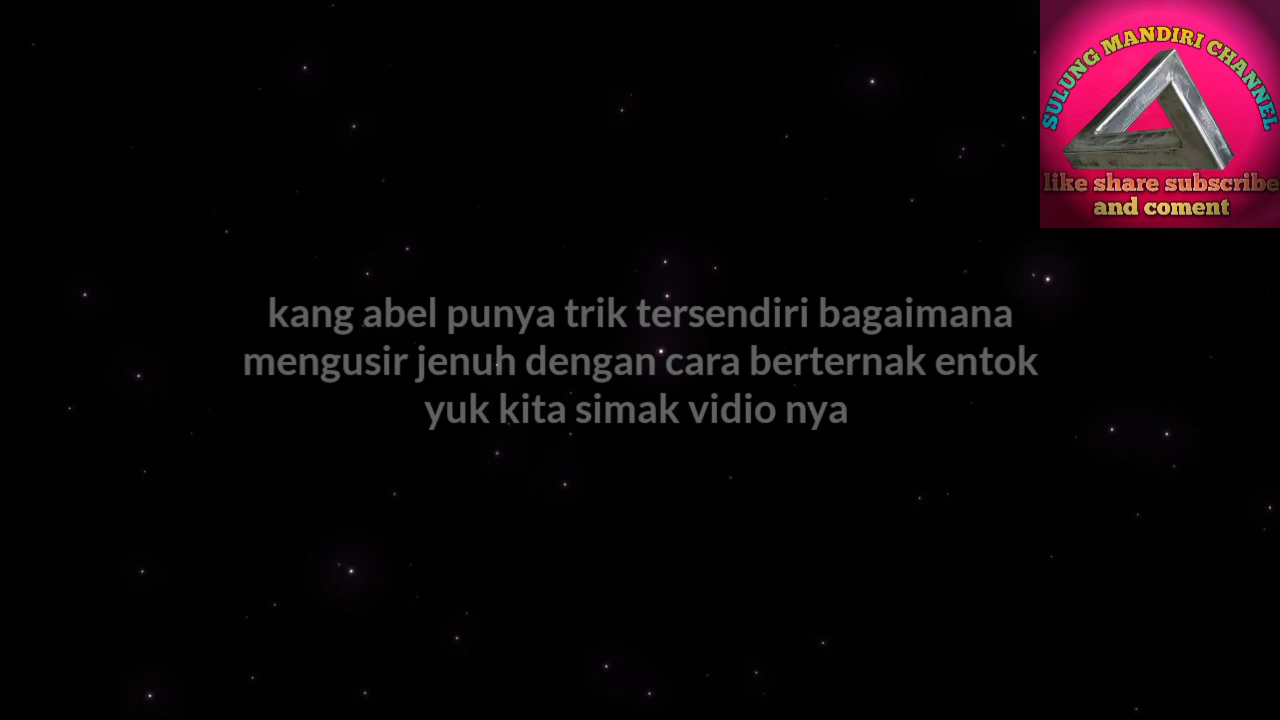 SULUNG MANDIRI CHANNEL
like share subscribe
and coment
kang abel punya trik tersendiri bagaimana
mengusir jenuh dengan cara berternak entok
yuk kita simak vidio nya